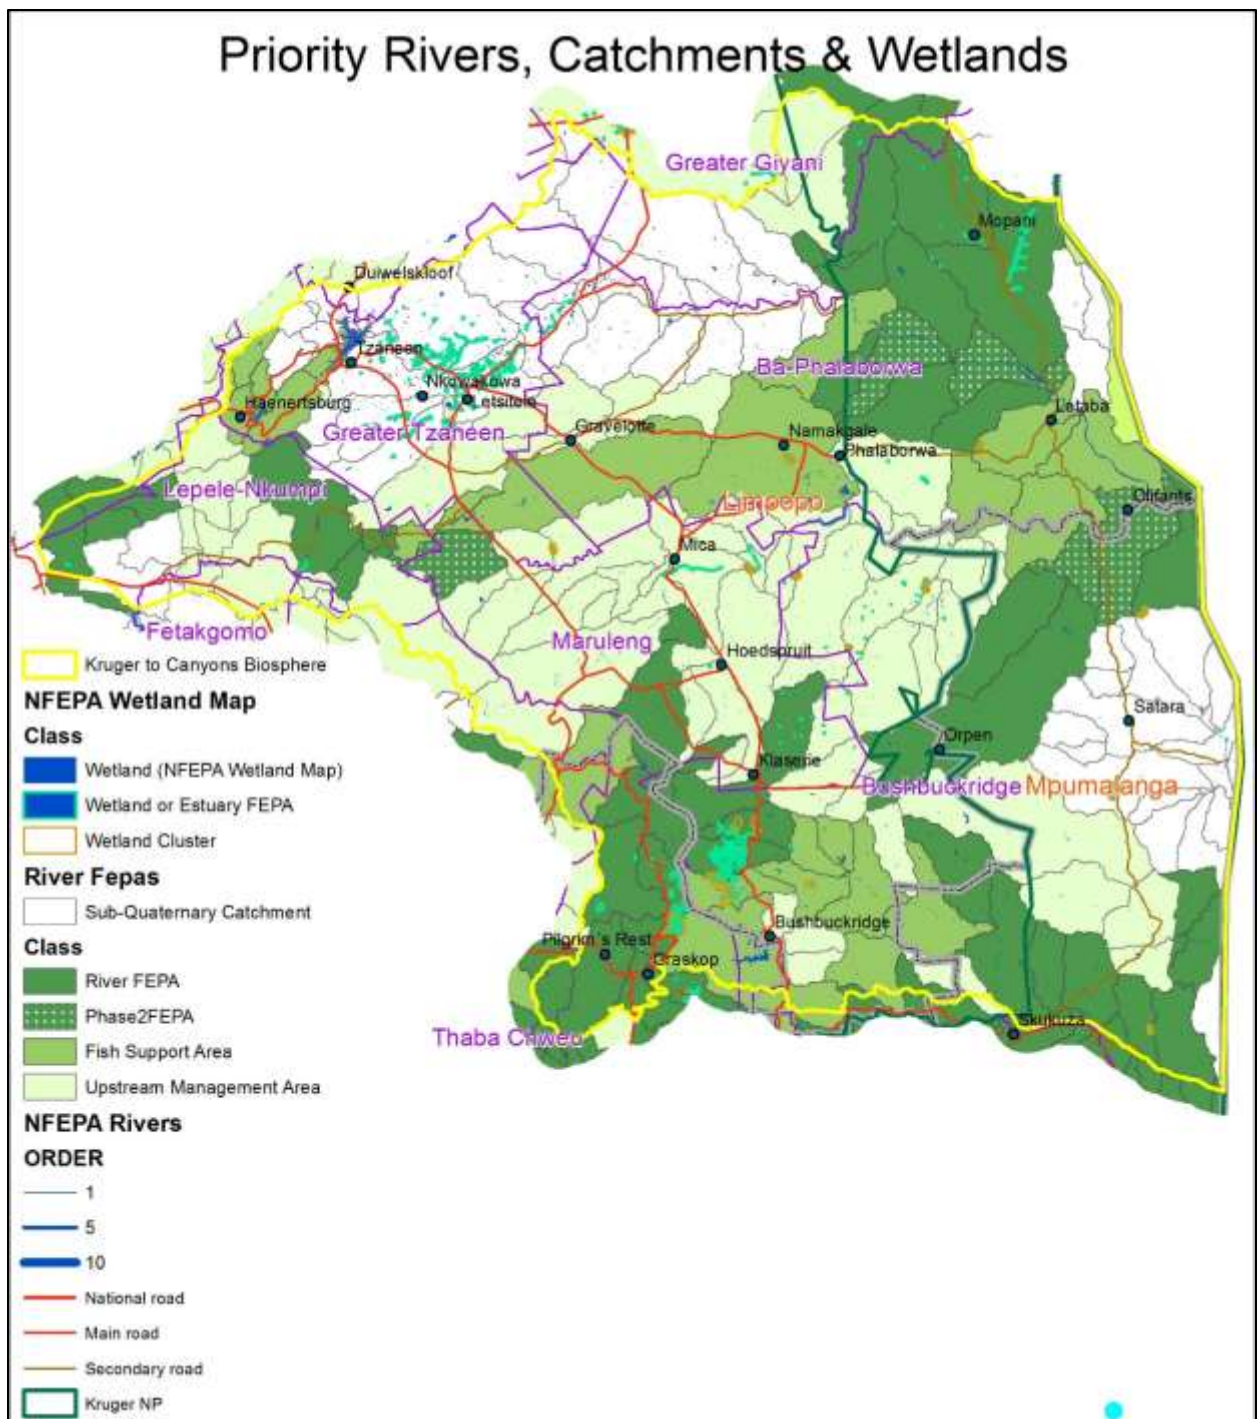 Priority Rivers, Catchments & Wetlands
Greater Giyani
Mopani
Duiwelskloof
Tzaneen
Ba-Phalaborwa
Nkowakowa
Letsitele
Haenertsburg
Letaba
Greater Tzaneen
Gravelotte
Namakgale
Phalaborwa
Lepele-Nkumpi
Limpopo
Olifants
Mica
Fetakgomo
Maruleng
Hoedspruit
Satara
Orpen
Klaserie
Bushbuckridge
Mpumalanga
Bushbuckridge
Pilgrim's Rest
Graskop
Skukuza
Thaba Chweu
Kruger to Canyons Biosphere
NFEPA Wetland Map
Class
Wetland (NFEPA Wetland Map)
Wetland or Estuary FEPA
Wetland Cluster
River Fepas
Sub-Quaternary Catchment
Class
River FEPA
Phase2FEPA
Fish Support Area
Upstream Management Area
NFEPA Rivers
ORDER
1
5
10
National road
Main road
Secondary road
Kruger NP